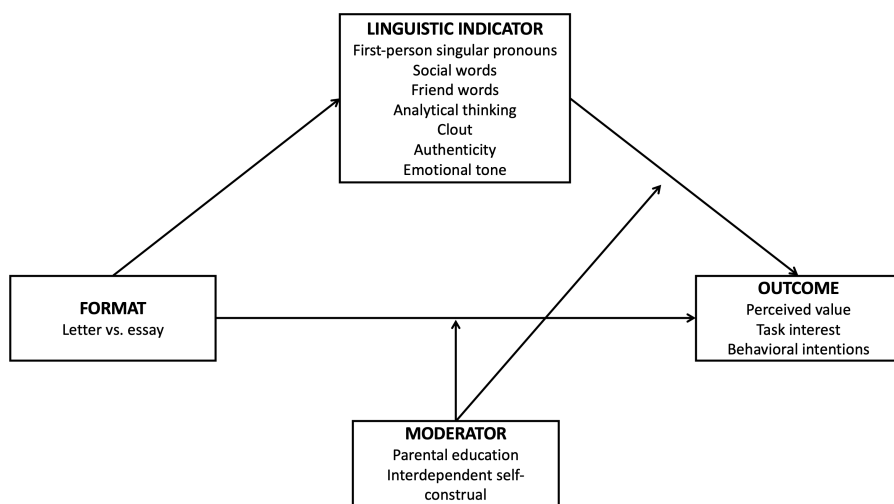 LINGUISTIC INDICATOR
First-person singular pronouns
Social words
Friend words
Analytical thinking
Clout
Authenticity
Emotional tone
FORMAT
Letter vs. essay
OUTCOME
Perceived value
Task interest
Behavioral intentions
MODERATOR
Parental education
Interdependent self-
construal